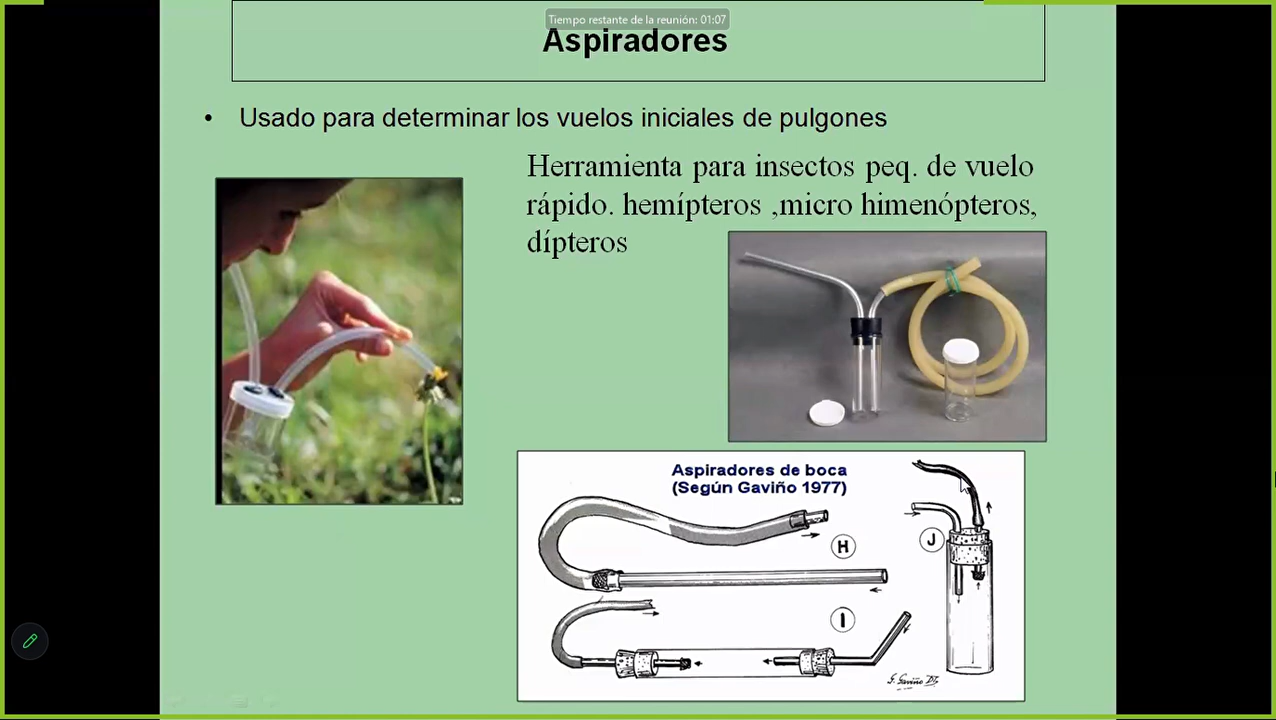 Tiempo restante de la reunión: 01:07
Aspiradores
• Usado para determinar los vuelos iniciales de pulgones
Herramienta para insectos peq. de vuelo
rápido. hemípteros ,micro himenópteros,
dípteros
Aspiradores de boca
(Según Gaviño 1977)
H
J
I
G. Gaviño